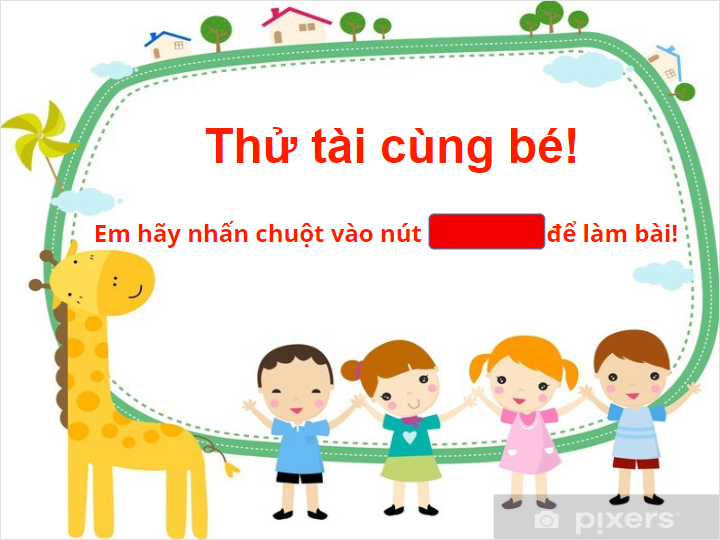 Thử tài cùng bé!
Em hãy nhấn chuột vào nút để làm bài!
pixers